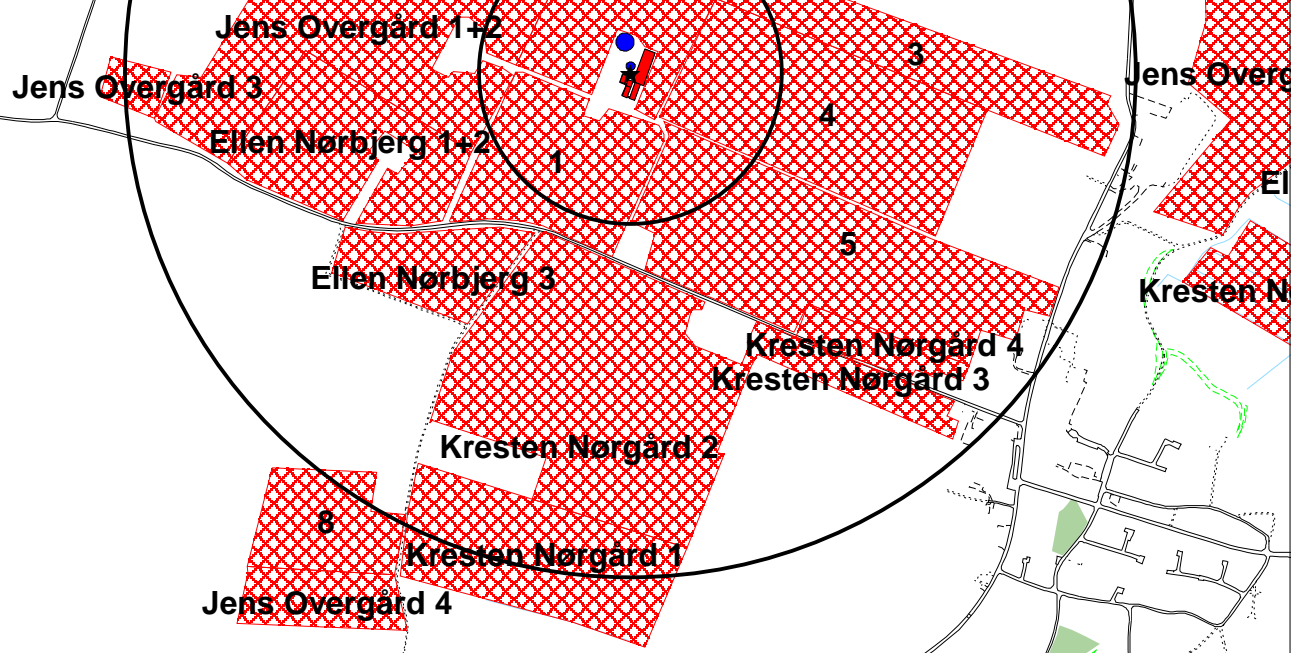 Jens Overgård 1+2
3
Jens Overg
Jens Overgård 3
4
Ellen Nørbjerg 1+2
1
El
5
Ellen Nørbjerg 3
Kresten N
Kresten Nørgård 4
Kresten Nørgård 3
Kresten Nørgård 2
8
Kresten Nørgård 1
Jens Overgård 4